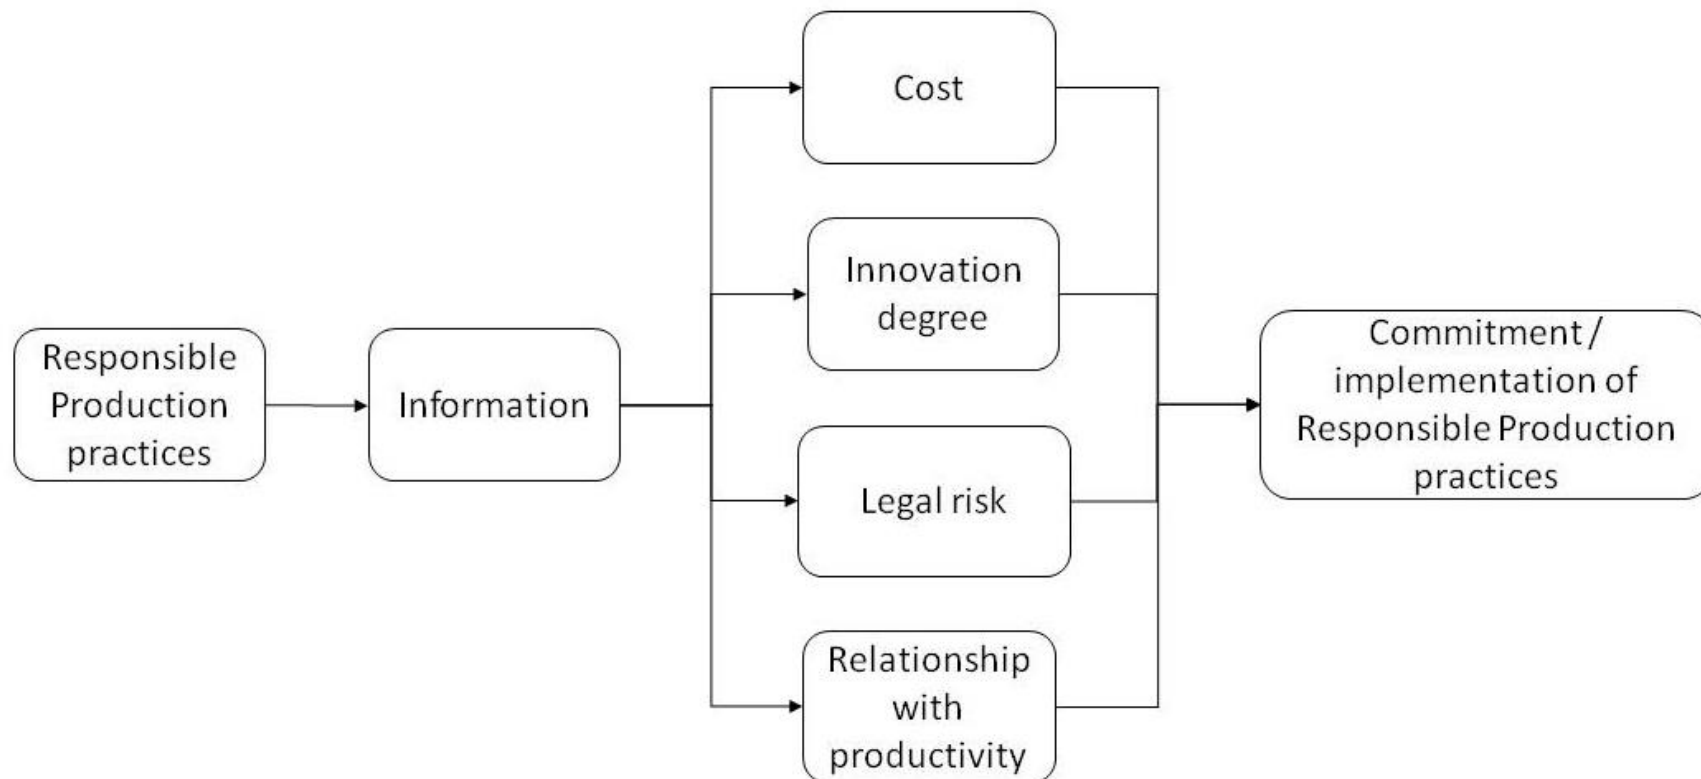 Responsible
Production
practices
Information
Cost
Innovation
degree
Legal risk
Relationship
with
productivity
Commitment /
implementation of
Responsible Production
practices